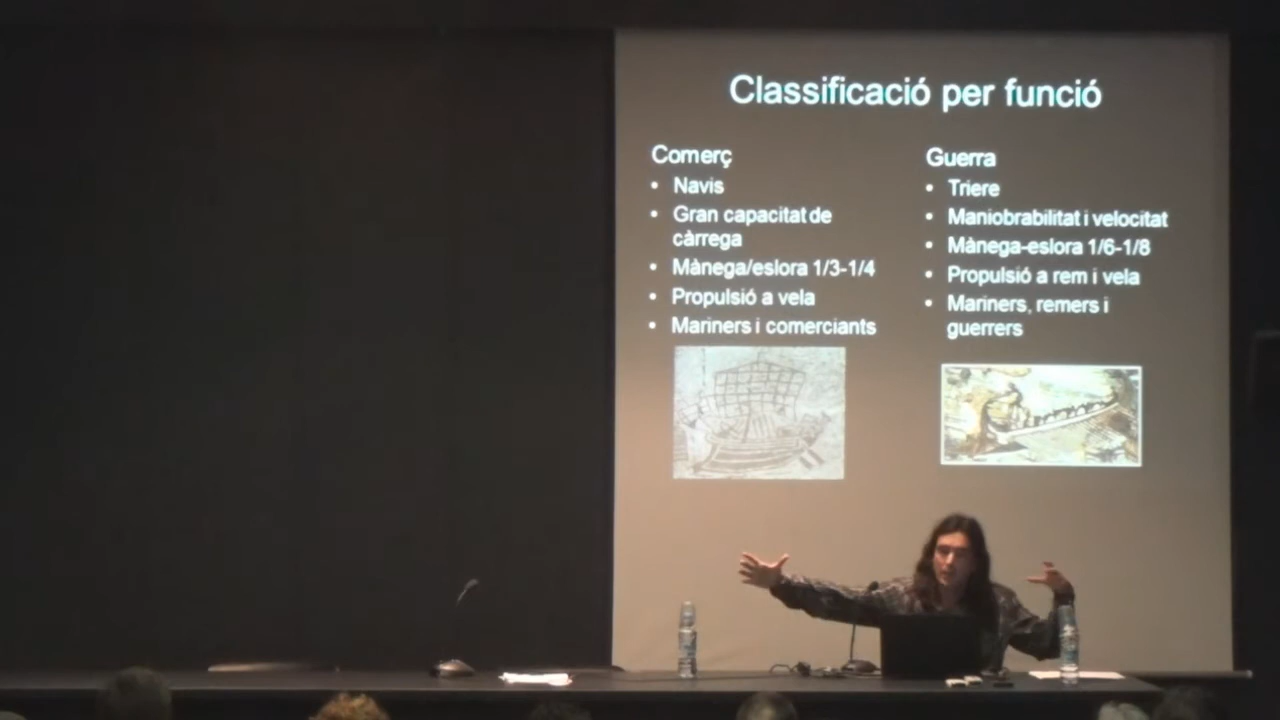 Classificació per funció
Comerç
• Navis
• Gran capacitat de
càrrega
• Mànega/eslora 1/3-1/4
• Propulsió a vela
• Mariners i comerciants
Guerra
• Triere
• Maniobrabilitat i velocitat
• Mànega-eslora 1/6-1/8
• Propulsió a rem i vela
• Mariners, remers i
guerrers